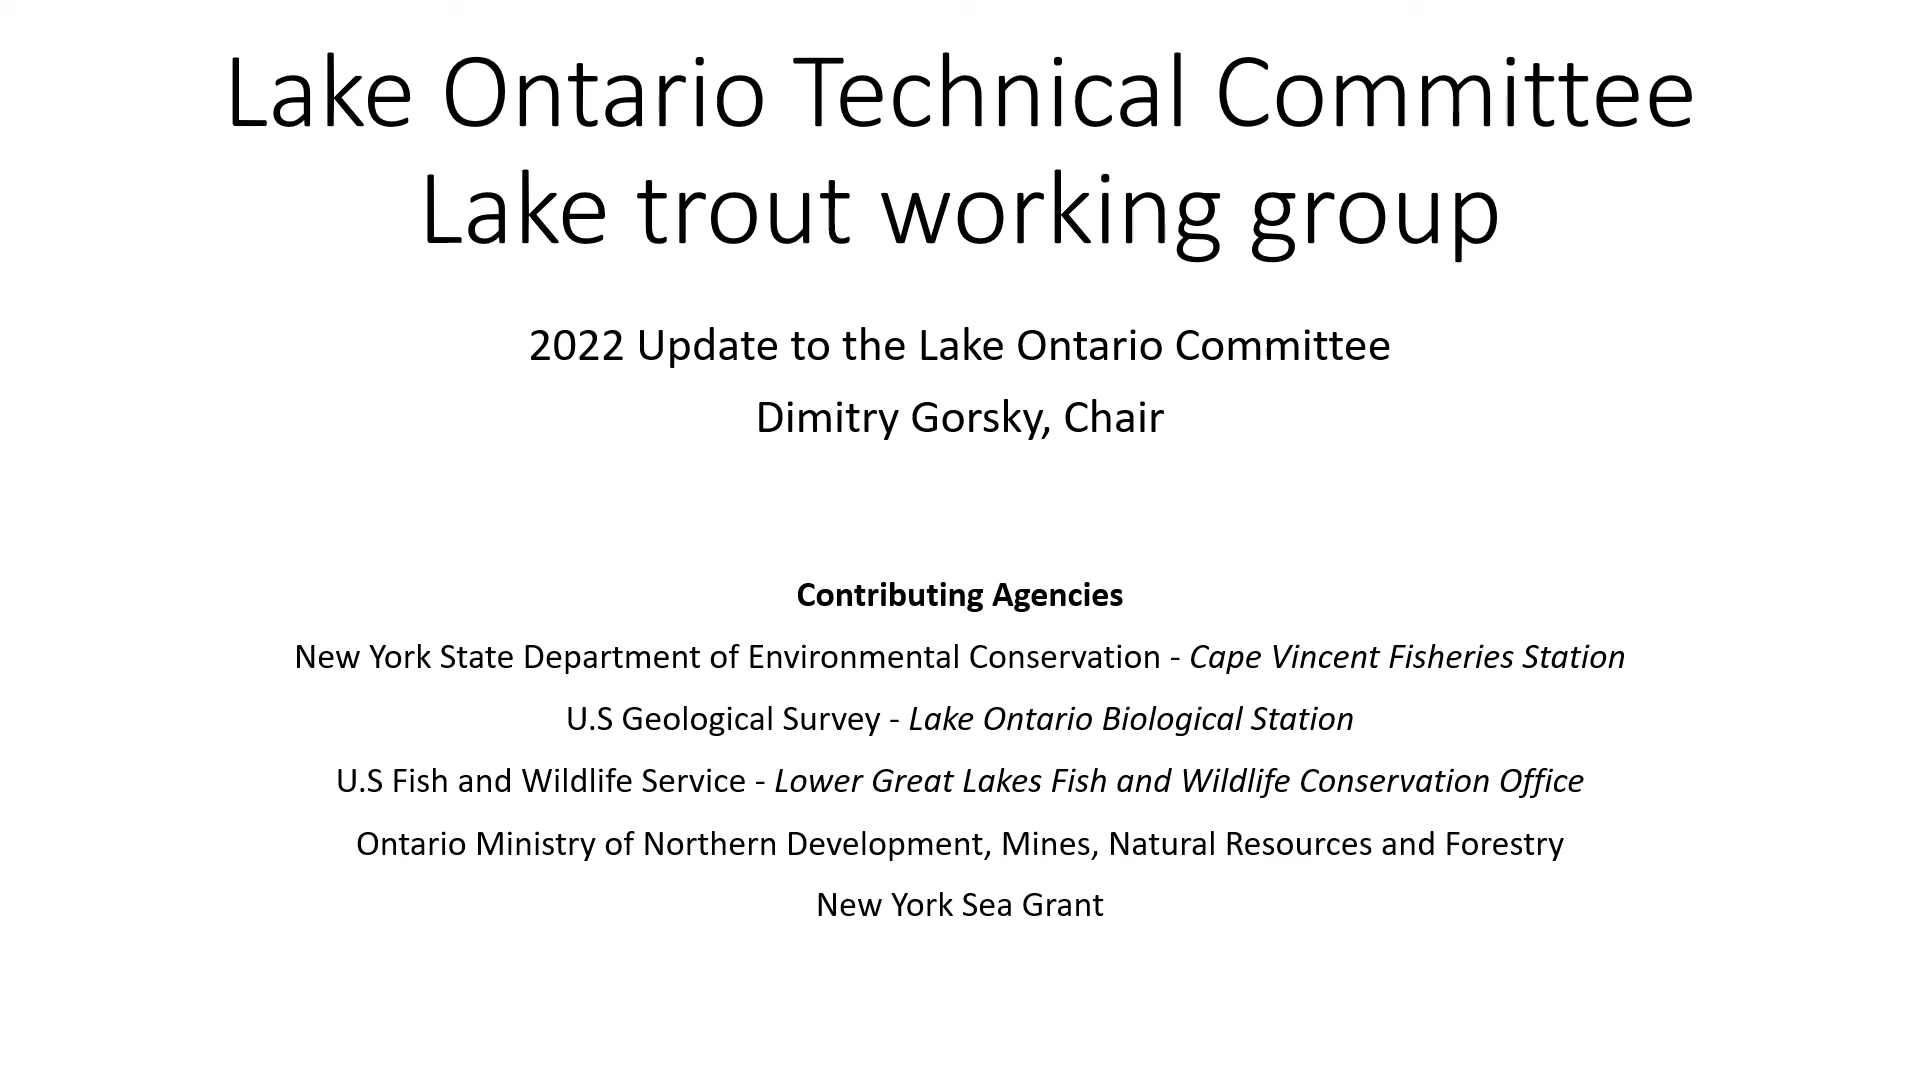 Lake Ontario Technical Committee
Lake trout working group
2022 Update to the Lake Ontario Committee
Dimitry Gorsky, Chair
Contributing Agencies
New York State Department of Environmental Conservation - Cape Vincent Fisheries Station
U.S Geological Survey - Lake Ontario Biological Station
U.S Fish and Wildlife Service - Lower Great Lakes Fish and Wildlife Conservation Office
Ontario Ministry of Northern Development, Mines, Natural Resources and Forestry
New York Sea Grant